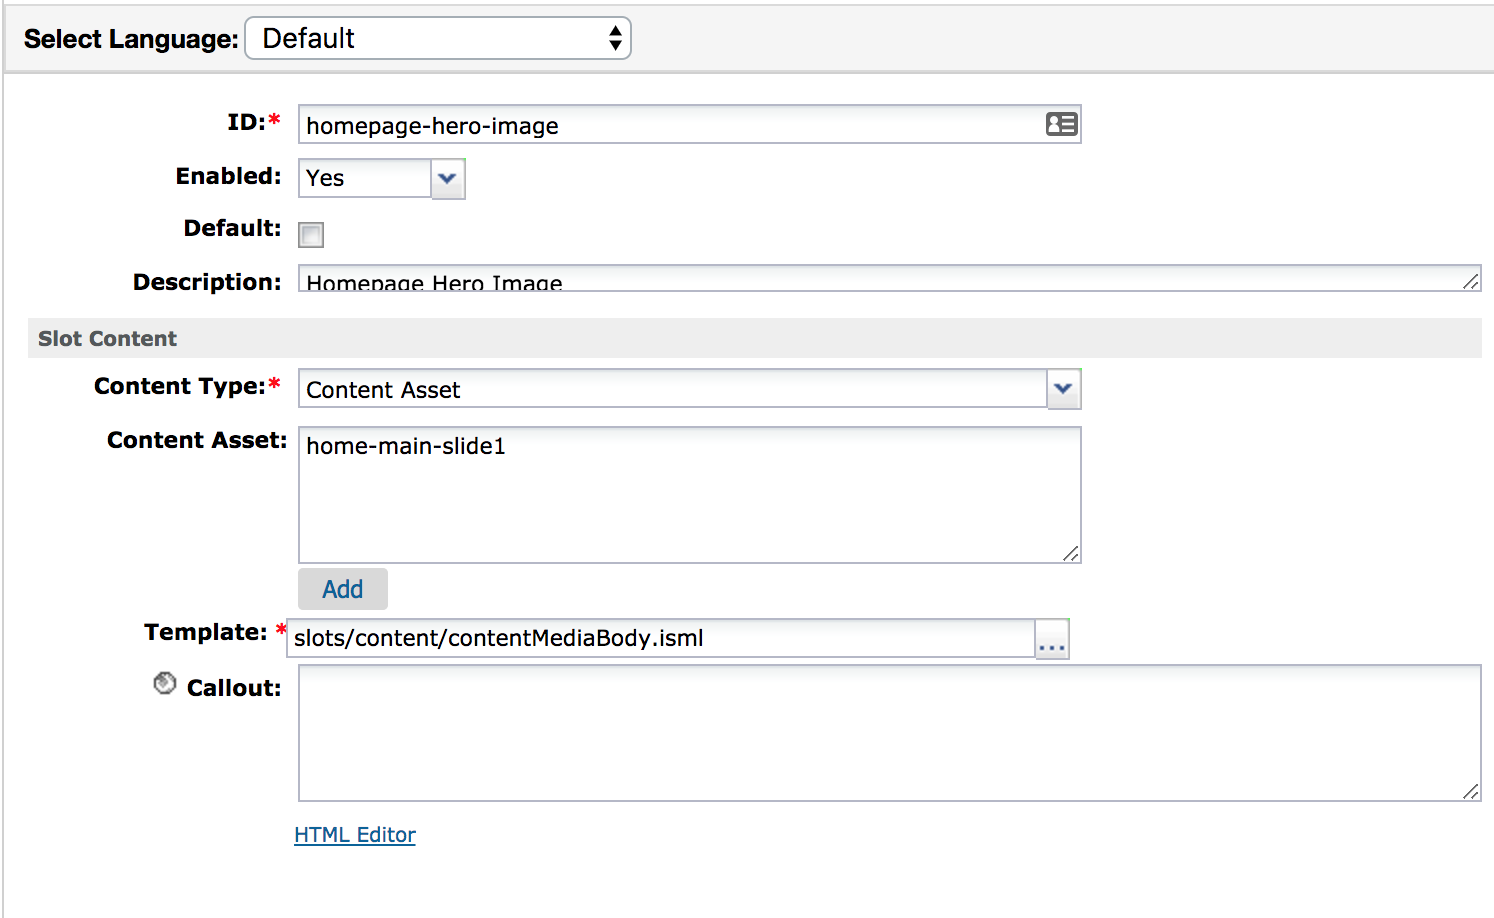 Select Language: Default
ID:* homepage-hero-image
Enabled: Yes
Default:
Description: Homepage Hero Image
Slot Content
Content Type:* Content Asset
Content Asset: home-main-slide1
Add
Template: * slots/content/contentMediaBody.isml ...
Callout:
HTML Editor